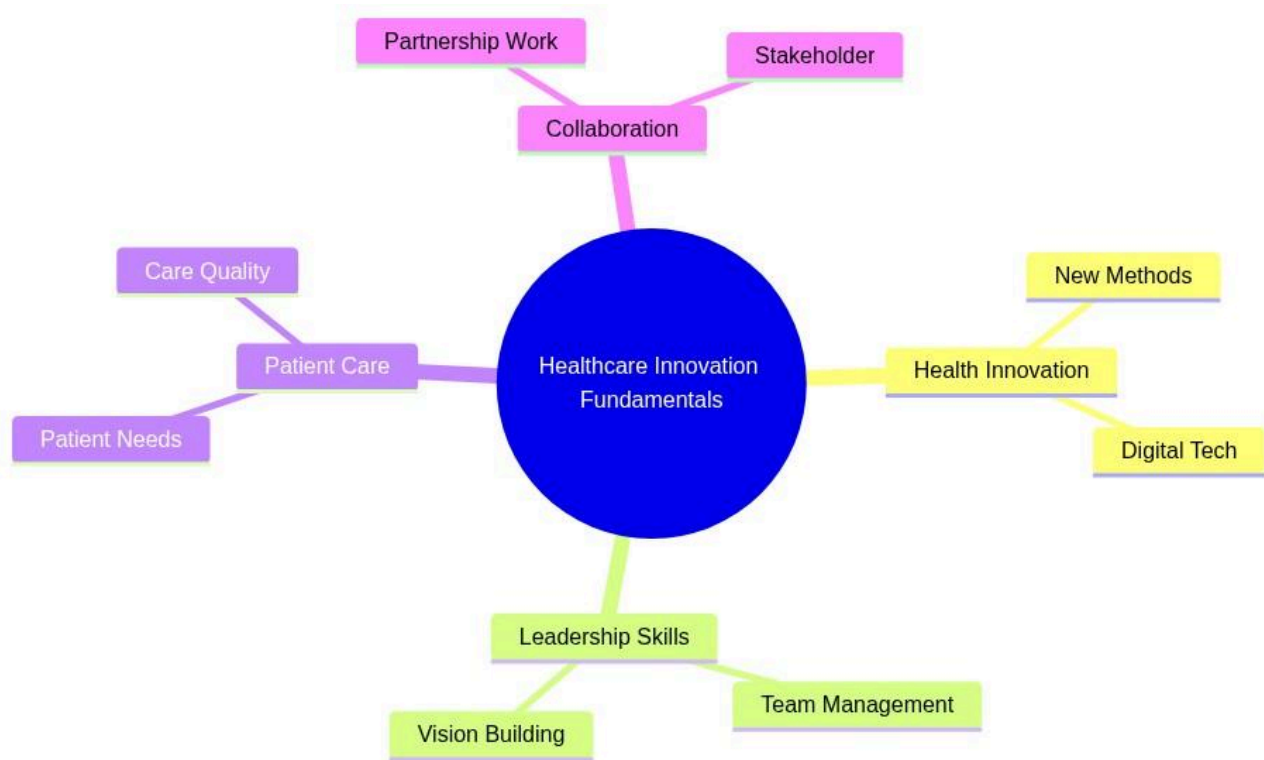 Partnership Work
Stakeholder
Collaboration
Care Quality
New Methods
Patient Care
Healthcare Innovation
Fundamentals
Health Innovation
Patient Needs
Digital Tech
Leadership Skills
Team Management
Vision Building